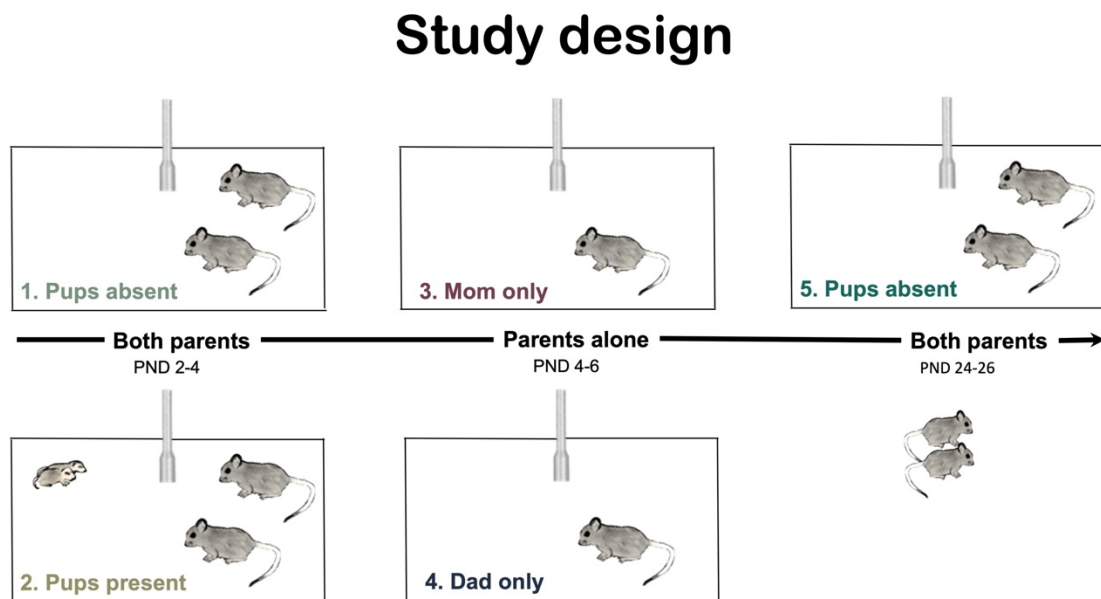 Study design
1. Pups absent
3. Mom only
5. Pups absent
Both parents
PND 2-4
Parents alone
PND 4-6
Both parents
PND 24-26
2. Pups present
4. Dad only